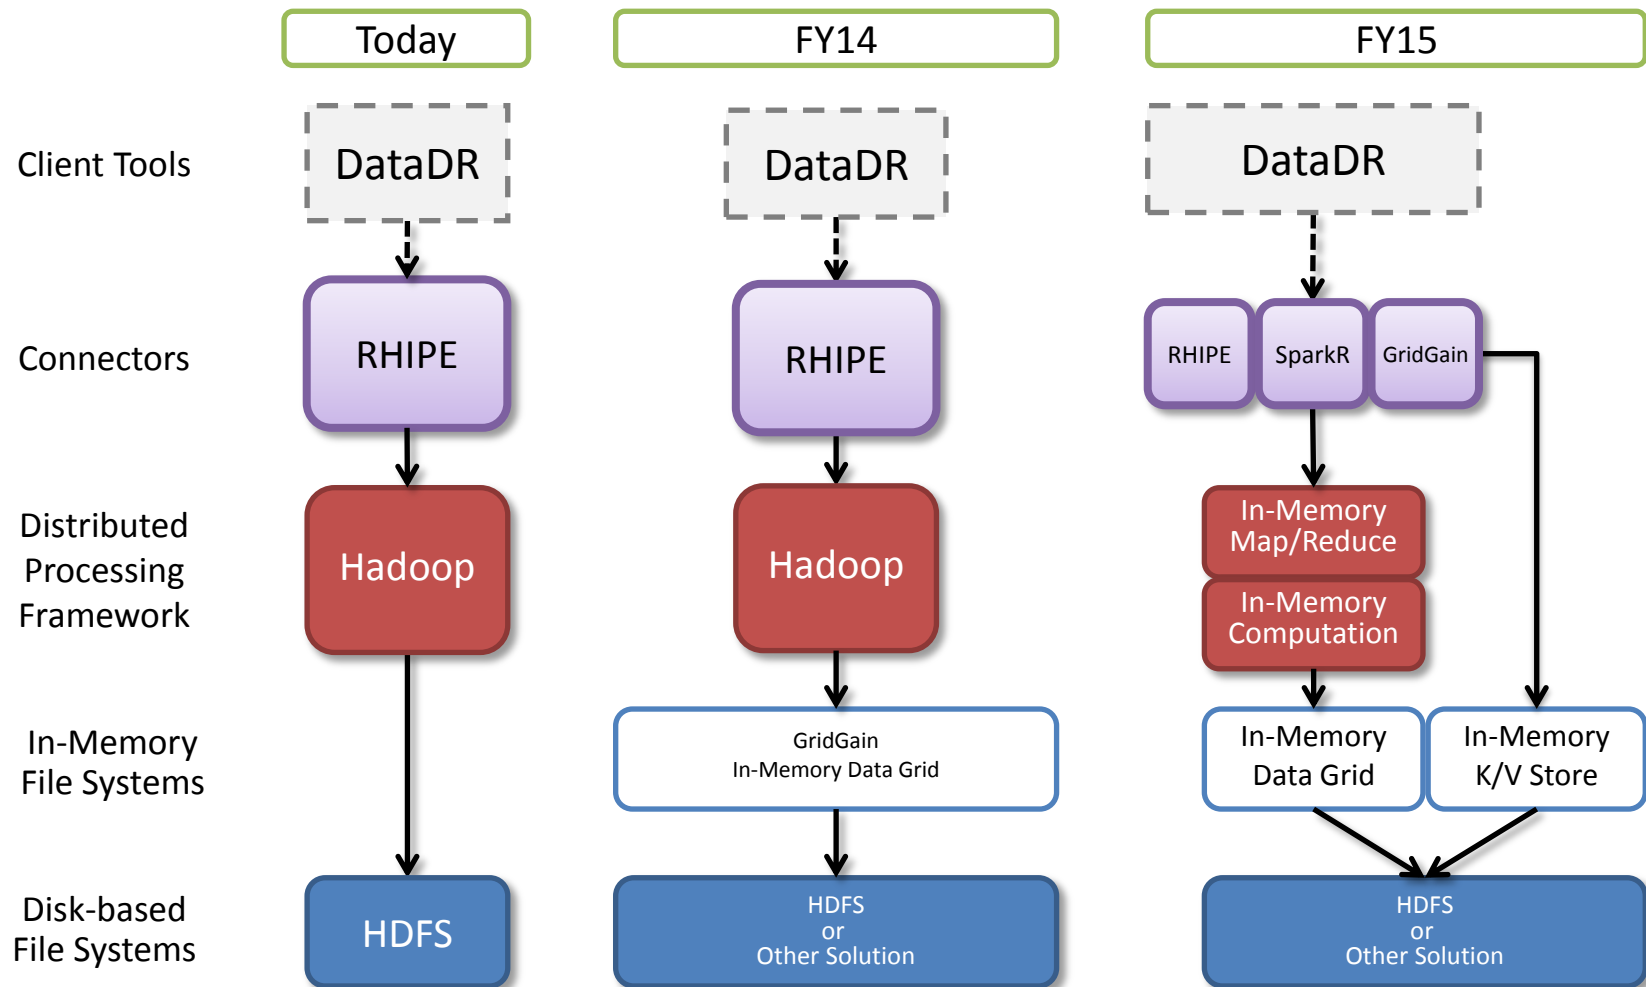 Today
FY14
FY15
Client Tools
DataDR
DataDR
DataDR
Connectors
RHIPE
RHIPE
RHIPE
SparkR
GridGain
Distributed
Processing
Framework
Hadoop
Hadoop
In-Memory
Map/Reduce
In-Memory
Computation
In-Memory
File Systems
GridGain
In-Memory Data Grid
In-Memory
Data Grid
In-Memory
K/V Store
Disk-based
File Systems
HDFS
HDFS
or
Other Solution
HDFS
or
Other Solution